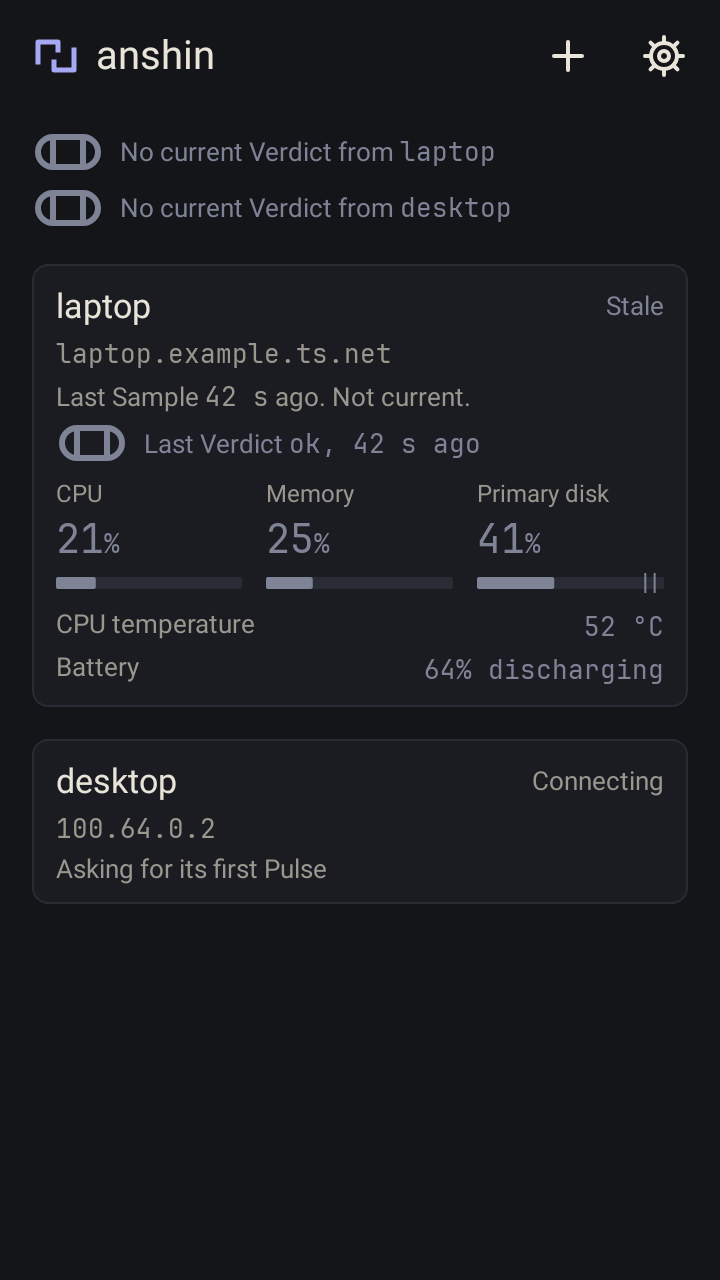 anshin
No current Verdict from laptop
No current Verdict from desktop
laptop
Stale
laptop.example.ts.net
Last Sample 42 s ago. Not current.
Last Verdict ok, 42 s ago
CPU Memory Primary disk
21% 25% 41%
CPU temperature 52 °C
Battery 64% discharging
desktop
Connecting
100.64.0.2
Asking for its first Pulse